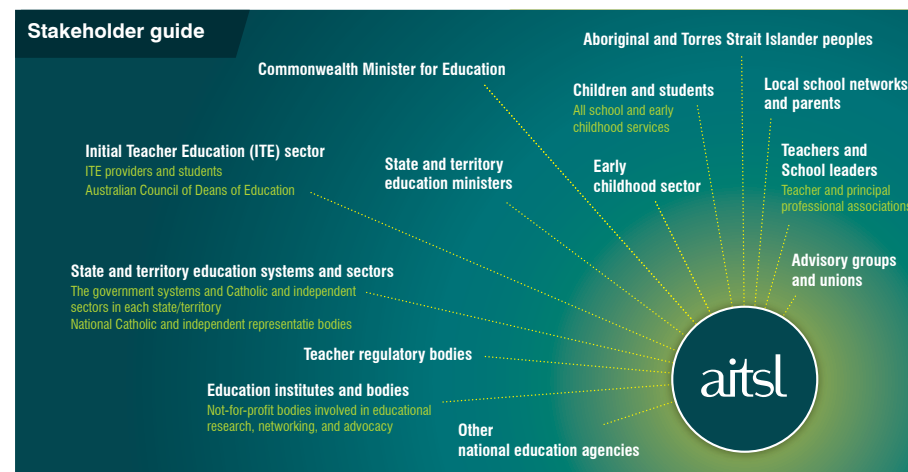 Stakeholder guide
Aboriginal and Torres Strait Islander peoples
Commonwealth Minister for Education
Children and students
All school and early
childhood services
Local school networks
and parents
Initial Teacher Education (ITE) sector
ITE providers and students
Australian Council of Deans of Education
State and territory
education ministers
Early
childhood sector
Teachers and
School leaders
Teacher and principal
professional associations
Advisory groups
and unions
State and territory education systems and sectors
The government systems and Catholic and independent
sectors in each state/territory
National Catholic and independent representatie bodies
Teacher regulatory bodies
Education institutes and bodies
Not-for-profit bodies involved in educational
research, networking, and advocacy
Other
national education agencies
aitsl